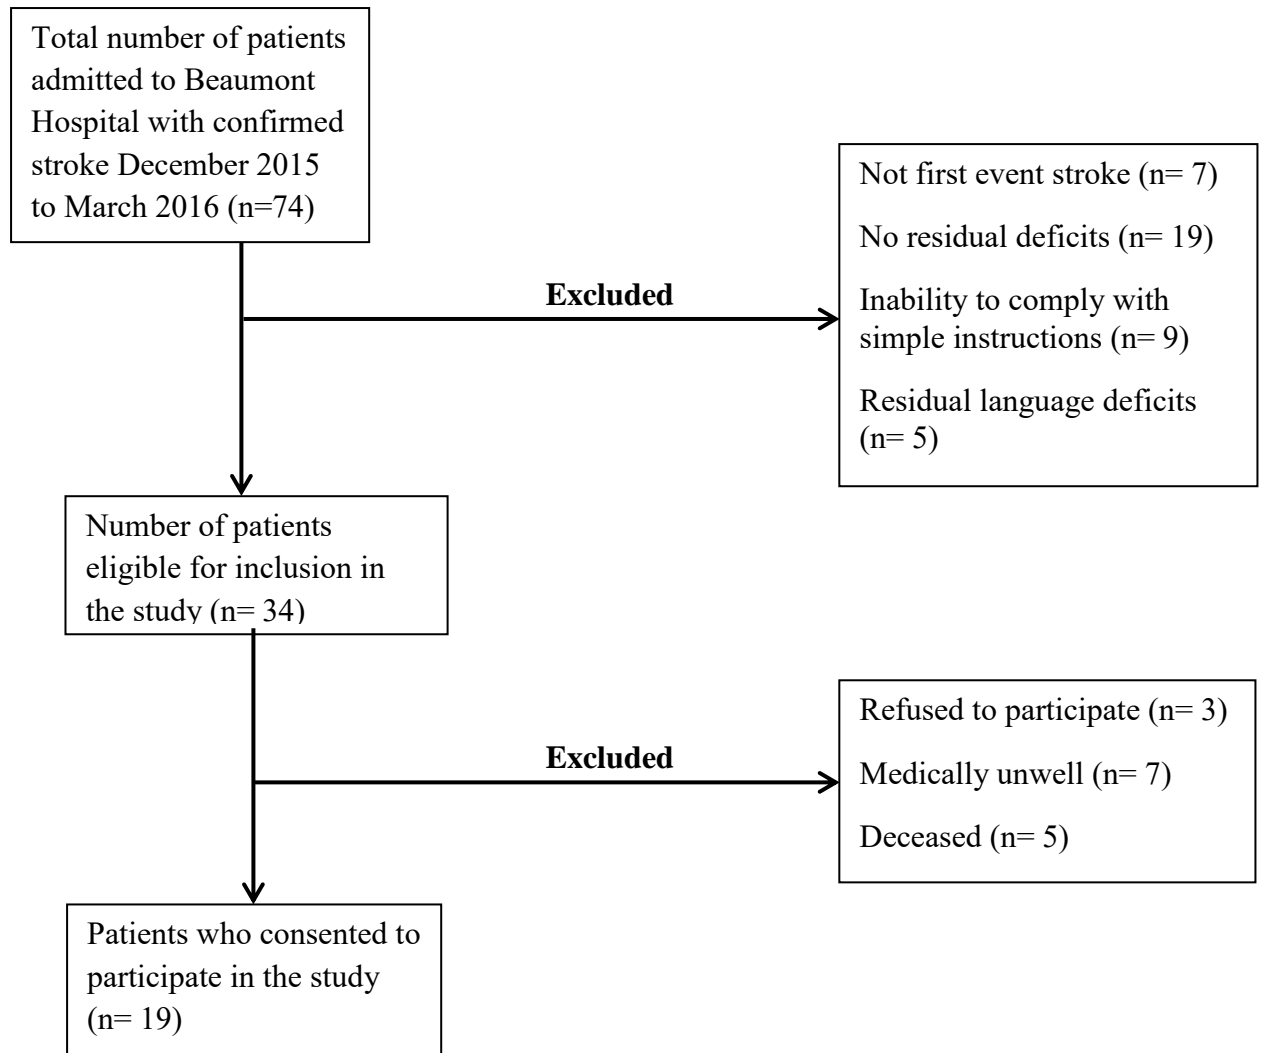 Total number of patients
admitted to Beaumont
Hospital with confirmed
stroke December 2015
to March 2016 (n=74)
Not first event stroke (n= 7)
No residual deficits (n= 19)
Inability to comply with
simple instructions (n= 9)
Residual language deficits
(n= 5)
Excluded
Number of patients
eligible for inclusion in
the study (n= 34)
Refused to participate (n= 3)
Medically unwell (n= 7)
Deceased (n= 5)
Excluded
Patients who consented to
participate in the study
(n= 19)